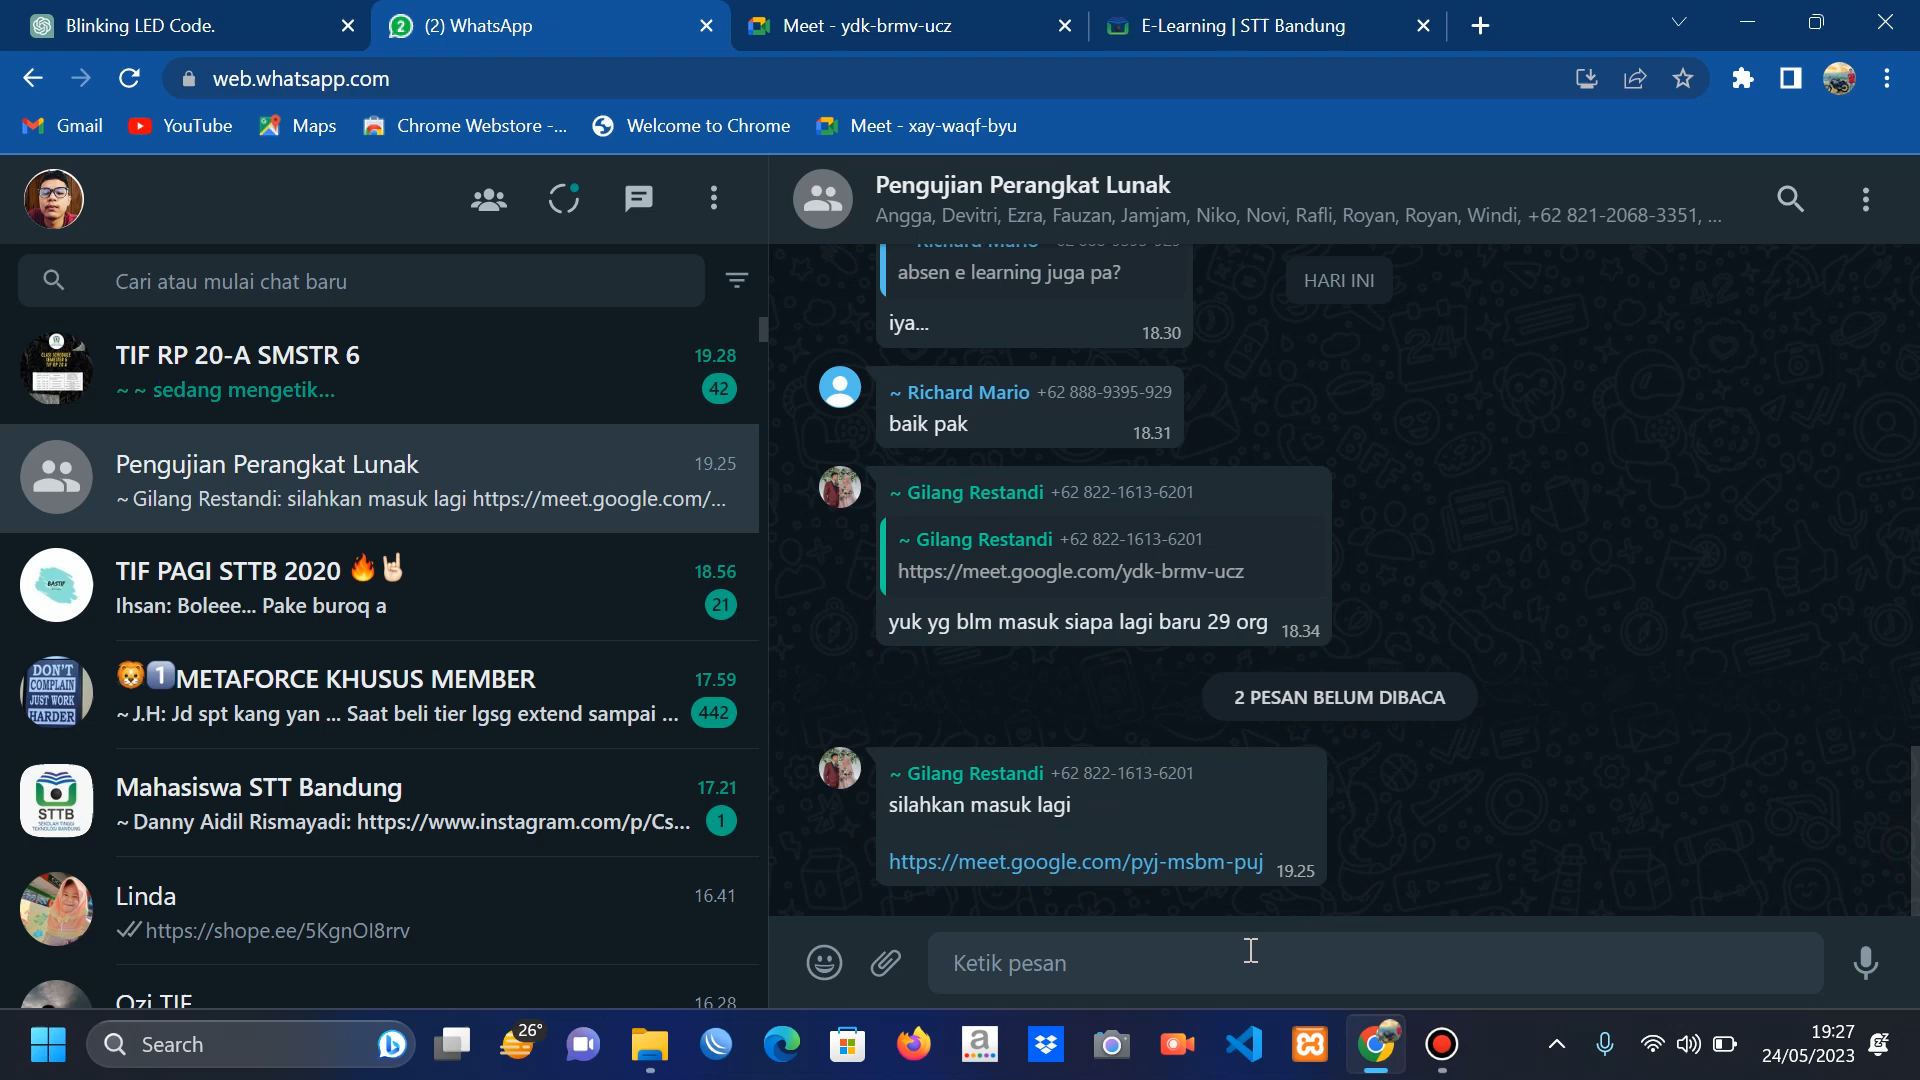 Blinking LED Code.
(2) WhatsApp
Meet - ydk-brmv-ucz
E-Learning | STT Bandung
web.whatsapp.com
Gmail
YouTube
Maps
Chrome Webstore -...
Welcome to Chrome
Meet - xay-waqf-byu
Cari atau mulai chat baru
TIF RP 20-A SMSTR 6
19.28
~ ~ sedang mengetik...
42
Pengujian Perangkat Lunak
19.25
~ Gilang Restandi: silahkan masuk lagi https://meet.google.com/...
TIF PAGI STTB 2020 🔥🤘🏻
18.56
Ihsan: Boleee... Pake buroq a
21
DON'T
COMPLAIN
JUST WORK
HARDER
🦁1️⃣METAFORCE KHUSUS MEMBER
17.59
~ J.H: Jd spt kang yan ... Saat beli tier lgsg extend sampai ...
442
STTB
Mahasiswa STT Bandung
17.21
~ Danny Aidil Rismayadi: https://www.instagram.com/p/Cs...
1
Linda
16.41
https://shope.ee/5KgnOI8rrv
Ozi TIF
16.28
Pengujian Perangkat Lunak
Angga, Devitri, Ezra, Fauzan, Jamjam, Niko, Novi, Rafli, Royan, Royan, Windi, +62 821-2068-3351, ...
HARI INI
absen e learning juga pa?
iya...
18.30
~ Richard Mario +62 888-9395-929
baik pak
18.31
~ Gilang Restandi +62 822-1613-6201
~ Gilang Restandi +62 822-1613-6201
https://meet.google.com/ydk-brmv-ucz
yuk yg blm masuk siapa lagi baru 29 org
18.34
2 PESAN BELUM DIBACA
~ Gilang Restandi +62 822-1613-6201
silahkan masuk lagi
https://meet.google.com/pyj-msbm-puj
19.25
Ketik pesan
Search
26°
19:27
24/05/2023